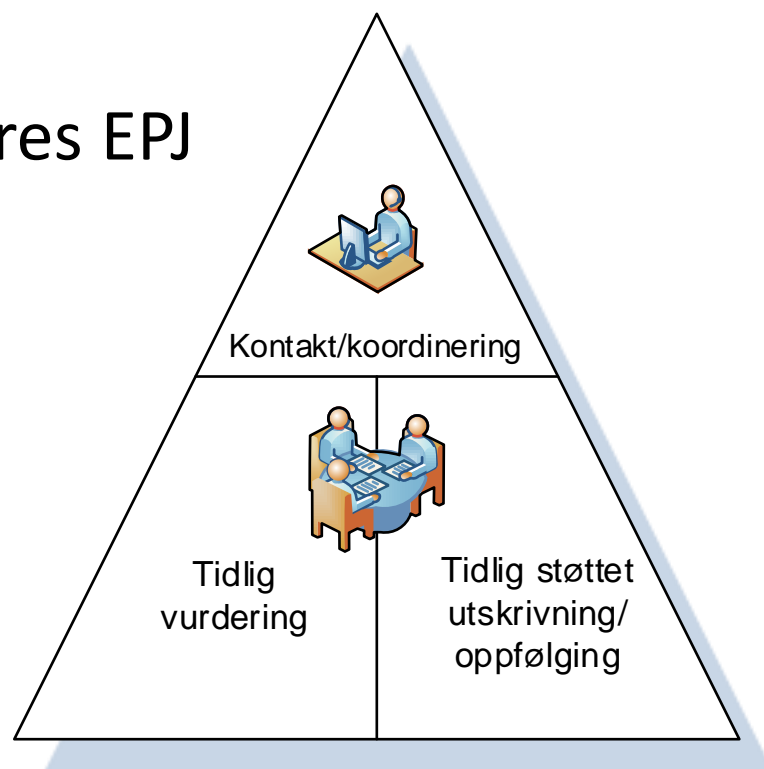 res EPJ
Kontakt/koordinering
Tidlig
vurdering
Tidlig støttet
utskrivning/
oppfølging